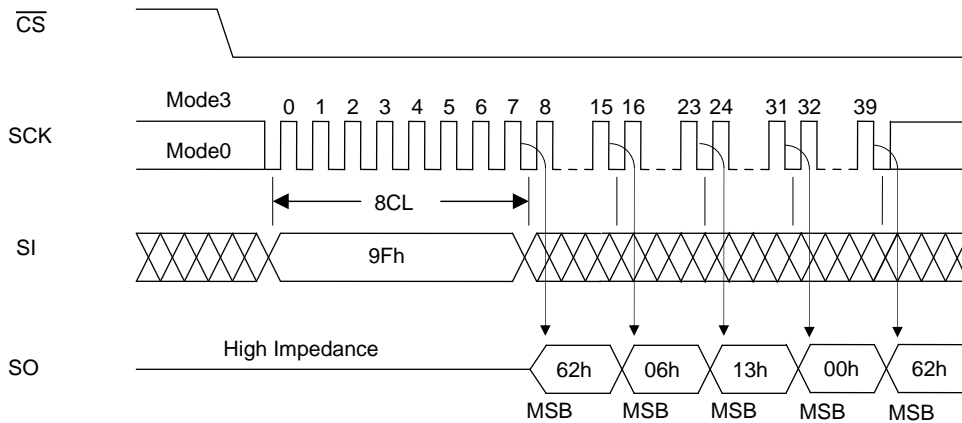 CS
Mode3
0 1 2 3 4 5 6 7 8 15 16 23 24 31 32 39
SCK
Mode0
8CL
SI
9Fh
High Impedance
SO
62h 06h 13h 00h 62h
MSB MSB MSB MSB MSB